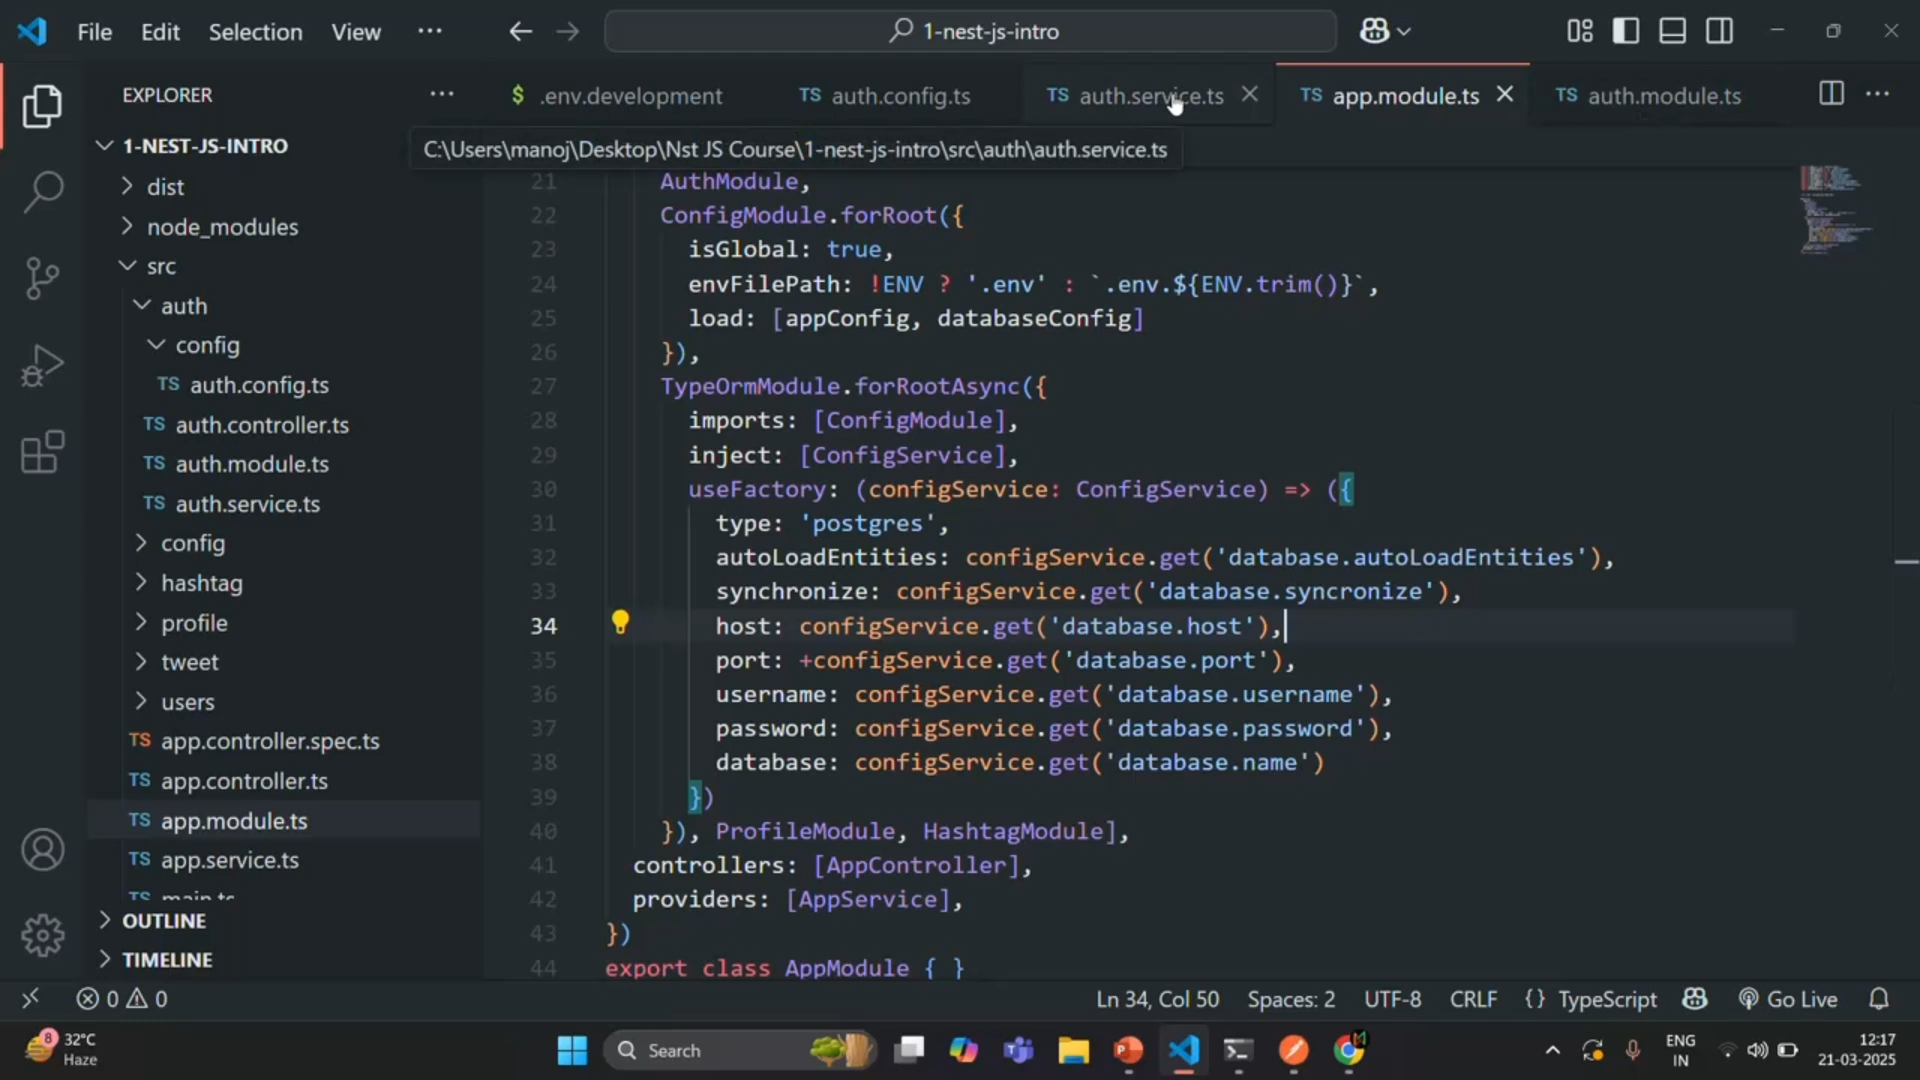 File Edit Selection View ··· 1-nest-js-intro
EXPLORER ··· $ .env.development TS auth.config.ts TS auth.service.ts TS app.module.ts TS auth.module.ts ···
C:\Users\manoj\Desktop\Nst JS Course\1-nest-js-intro\src\auth\auth.service.ts
1-NEST-JS-INTRO
dist
node_modules
src
auth
config
TS auth.config.ts
TS auth.controller.ts
TS auth.module.ts
TS auth.service.ts
config
hashtag
profile
tweet
users
TS app.controller.spec.ts
TS app.controller.ts
TS app.module.ts
TS app.service.ts
TS main.ts
OUTLINE
TIMELINE
21 AuthModule,
22 ConfigModule.forRoot({
23 isGlobal: true,
24 envFilePath: !ENV ? '.env' : `.env.${ENV.trim()}`,
25 load: [appConfig, databaseConfig]
26 }),
27 TypeOrmModule.forRootAsync({
28 imports: [ConfigModule],
29 inject: [ConfigService],
30 useFactory: (configService: ConfigService) => ({
31 type: 'postgres',
32 autoLoadEntities: configService.get('database.autoLoadEntities'),
33 synchronize: configService.get('database.syncronize'),
34 host: configService.get('database.host'),
35 port: +configService.get('database.port'),
36 username: configService.get('database.username'),
37 password: configService.get('database.password'),
38 database: configService.get('database.name')
39 })
40 }), ProfileModule, HashtagModule],
41 controllers: [AppController],
42 providers: [AppService],
43 })
44 export class AppModule { }
0 0 Ln 34, Col 50 Spaces: 2 UTF-8 CRLF {} TypeScript Go Live
8 32°C
Haze
Search
ENG
IN
12:17
21-03-2025